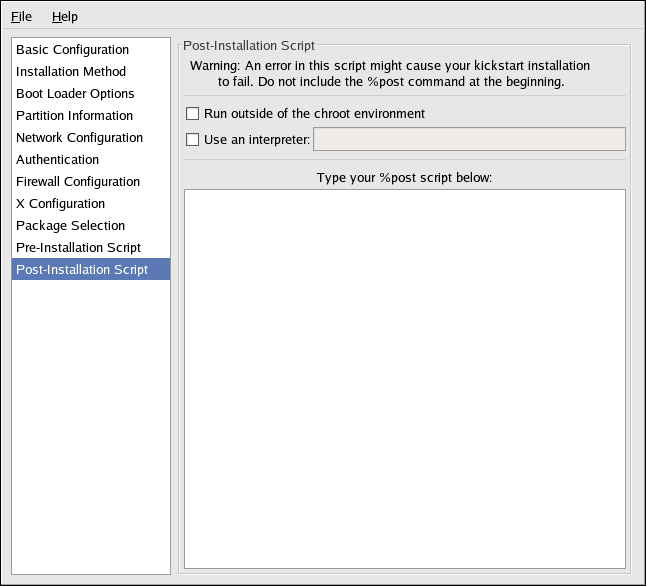 File Help
Basic Configuration
Installation Method
Boot Loader Options
Partition Information
Network Configuration
Authentication
Firewall Configuration
X Configuration
Package Selection
Pre-Installation Script
Post-Installation Script
Post-Installation Script
Warning: An error in this script might cause your kickstart installation
to fail. Do not include the %post command at the beginning.
Run outside of the chroot environment
Use an interpreter:
Type your %post script below: